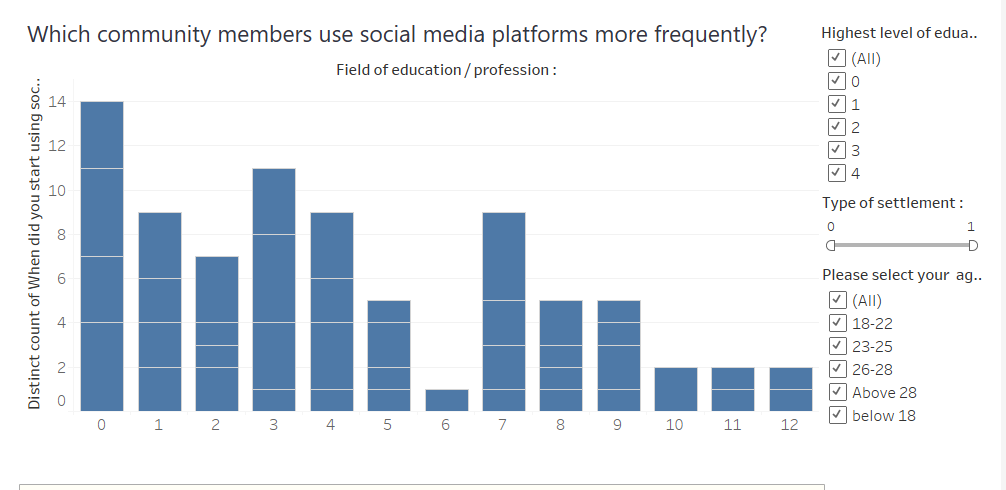 Which community members use social media platforms more frequently?
Field of education / profession :
Distinct count of When did you start using soc..
14
12
10
8
6
4
2
0
0 1 2 3 4 5 6 7 8 9 10 11 12
Highest level of edua..
(All)
0
1
2
3
4
Type of settlement :
0 1
Please select your ag..
(All)
18-22
23-25
26-28
Above 28
below 18